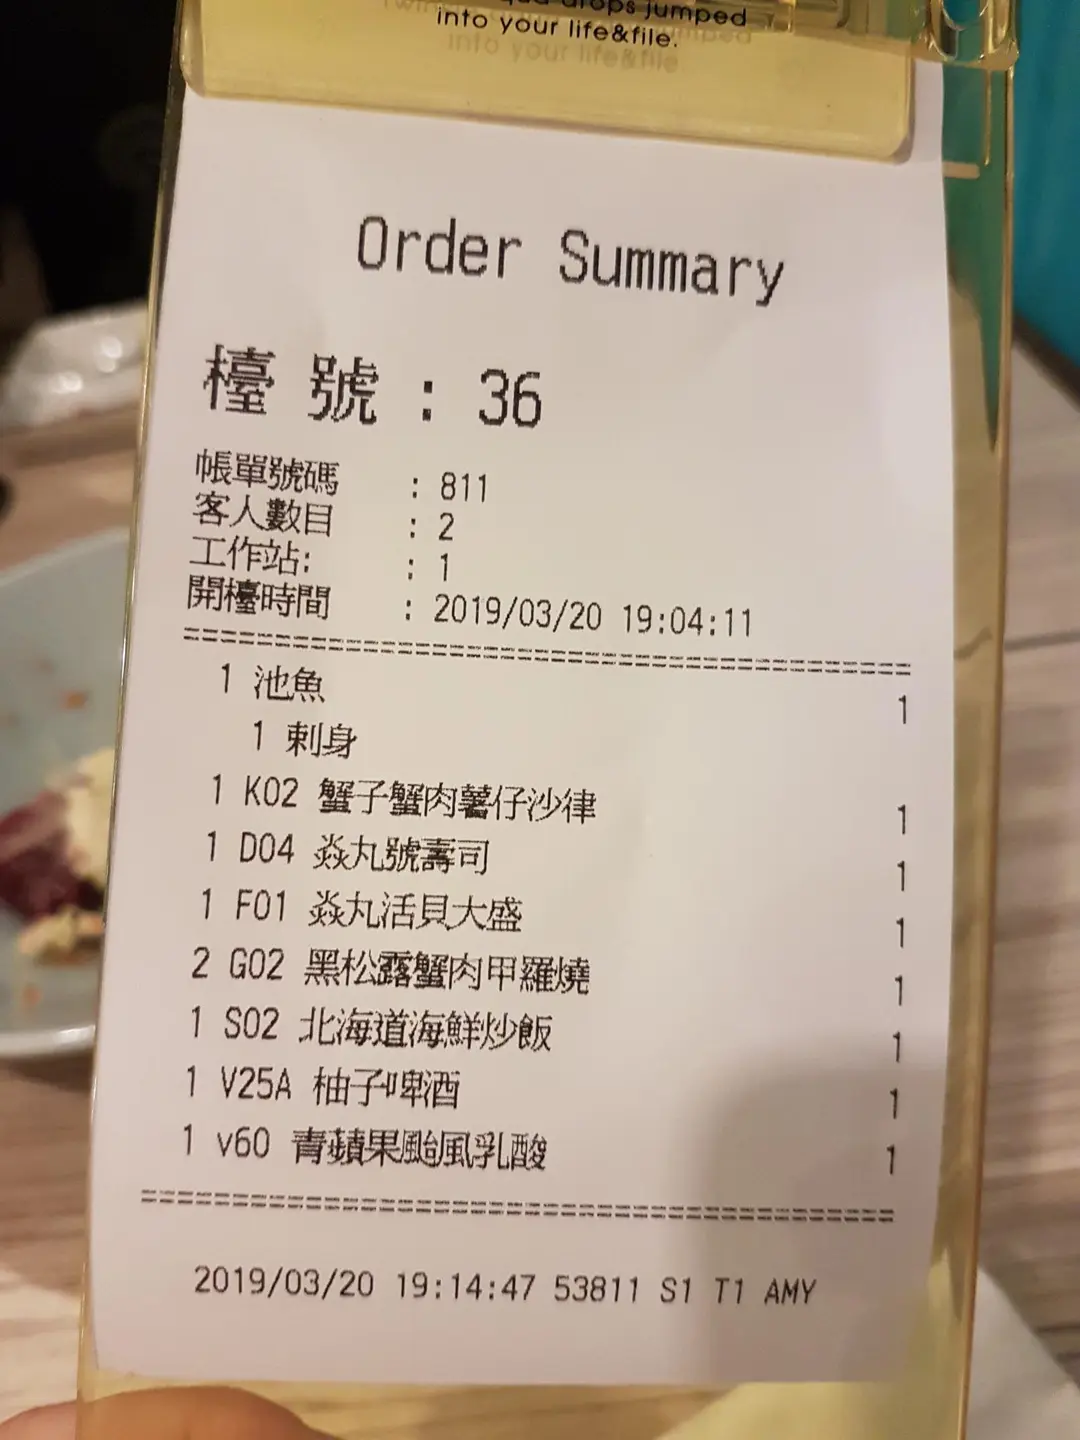 drops jumped
into your life&file.
into your life&file
Order Summary
檯 號 : 36
帳單號碼 : 811
客人數目 : 2
工作站: : 1
開檯時間 : 2019/03/20 19:04:11
1 池魚 1
1 刺身
1 K02 蟹子蟹肉薯仔沙律 1
1 D04 焱丸號壽司 1
1 F01 焱丸活貝大盛 1
2 G02 黑松露蟹肉甲羅燒 1
1 S02 北海道海鮮炒飯 1
1 V25A 柚子啤酒 1
1 v60 青蘋果颱風乳酸 1
2019/03/20 19:14:47 53811 S1 T1 AMY